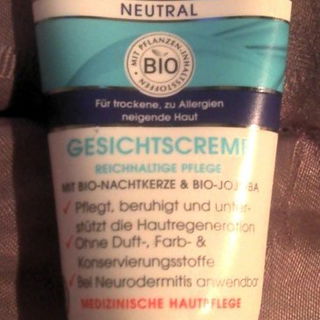 NEUTRAL
MIT PFLANZEN-INHALTSSTOFFEN
BIO
Für trockene, zu Allergien
neigende Haut
GESICHTSCREME
REICHHALTIGE PFLEGE
MIT BIO-NACHTKERZE & BIO-JOJOBA
Pflegt, beruhigt und unter-
stützt die Hautregeneration
Ohne Duft-, Farb- &
Konservierungsstoffe
Bei Neurodermitis anwendbar
MEDIZINISCHE HAUTPFLEGE